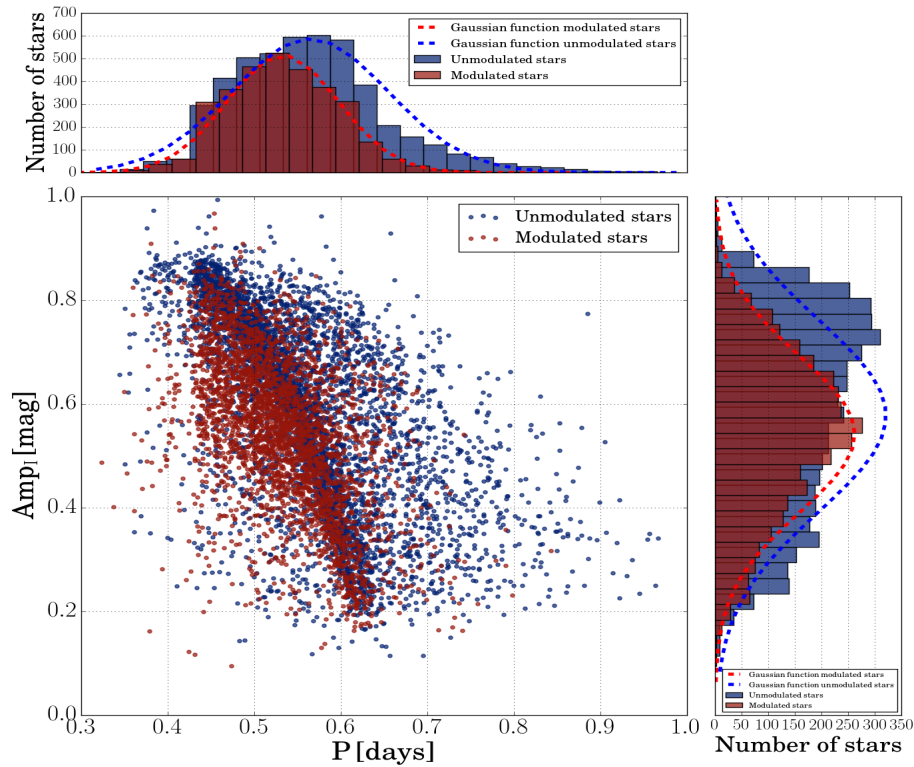 700
600
500
400
300
200
100
0
Number of stars
Gaussian function modulated stars
Gaussian function unmodulated stars
Unmodulated stars
Modulated stars
1.0
0.8
0.6
0.4
0.2
0.0
Amp_I [mag]
Unmodulated stars
Modulated stars
0.3 0.4 0.5 0.6 0.7 0.8 0.9 1.0
P [days]
Gaussian function modulated stars
Gaussian function unmodulated stars
Unmodulated stars
Modulated stars
0 50 100 150 200 250 300 350
Number of stars